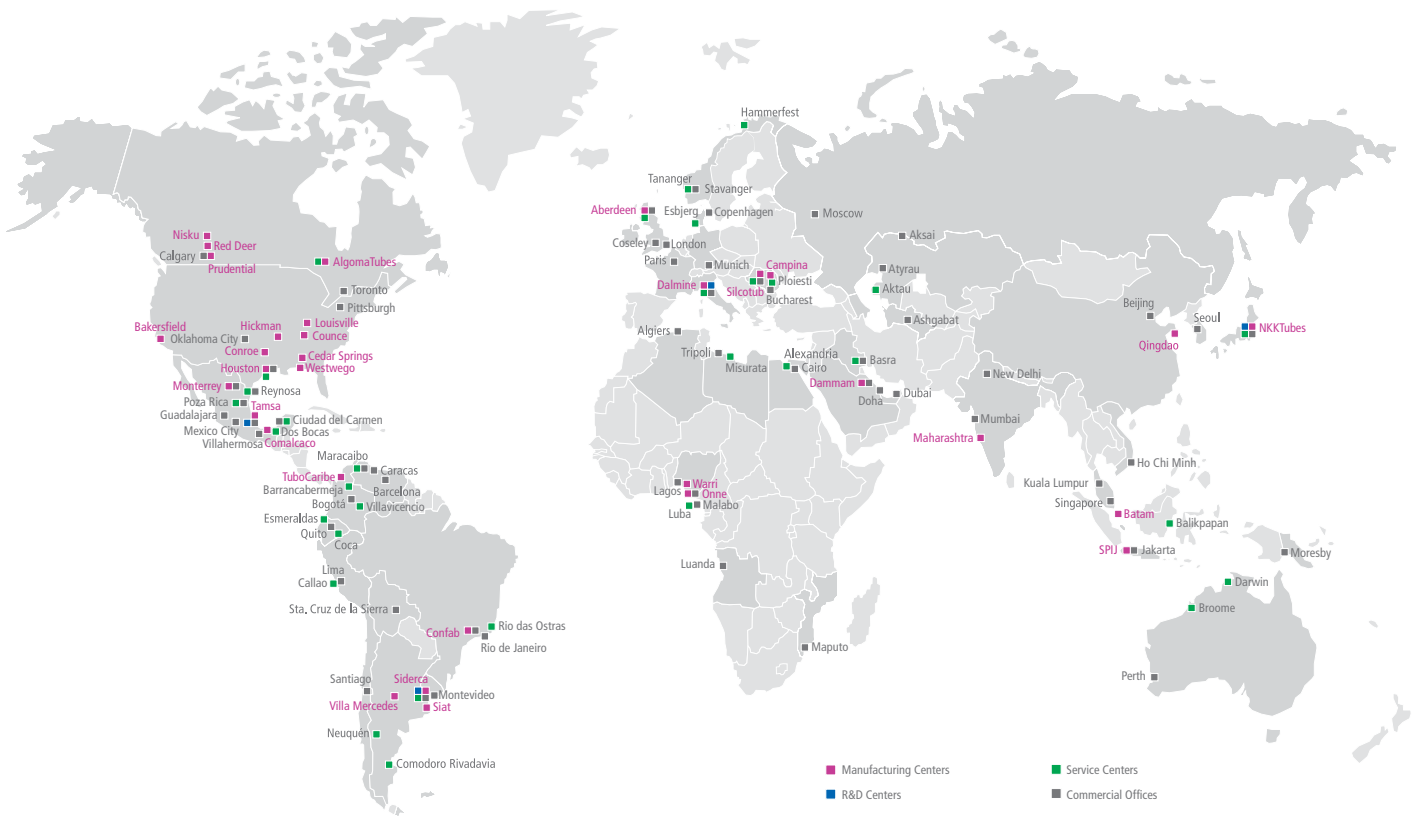 Hammerfest
Tananger
Stavanger
Aberdeen
Esbjerg
Copenhagen
Moscow
Nisku
Red Deer
Calgary
Prudential
AlgomaTubes
Coseley
London
Aksai
Paris
Munich
Campina
Atyrau
Dalmine
Silcotub
Ploiesti
Bucharest
Aktau
Toronto
Pittsburgh
Beijing
Seoul
Ashgabat
Bakersfield
Hickman
Louisville
Oklahoma City
Counce
Algiers
NKKTubes
Qingdao
Conroe
Cedar Springs
Tripoli
Misurata
Alexandria
Cairo
Basra
Houston
Westwego
New Delhi
Monterrey
Reynosa
Dammam
Doha
Dubai
Poza Rica
Tamsa
Guadalajara
Ciudad del Carmen
Mexico City
Dos Bocas
Villahermosa
Comalcaco
Mumbai
Maharashtra
Maracaibo
Caracas
Ho Chi Minh
TuboCaribe
Barcelona
Barrancabermeja
Lagos
Warri
Onne
Kuala Lumpur
Bogotá
Villavicencio
Luba
Malabo
Singapore
Batam
Esmeraldas
Balikpapan
Quito
Coca
SPIJ
Jakarta
Moresby
Lima
Luanda
Callao
Darwin
Sta. Cruz de la Sierra
Broome
Confab
Rio das Ostras
Rio de Janeiro
Maputo
Santiago
Siderca
Perth
Montevideo
Villa Mercedes
Siat
Neuquén
Comodoro Rivadavia
Manufacturing Centers
Service Centers
R&D Centers
Commercial Offices